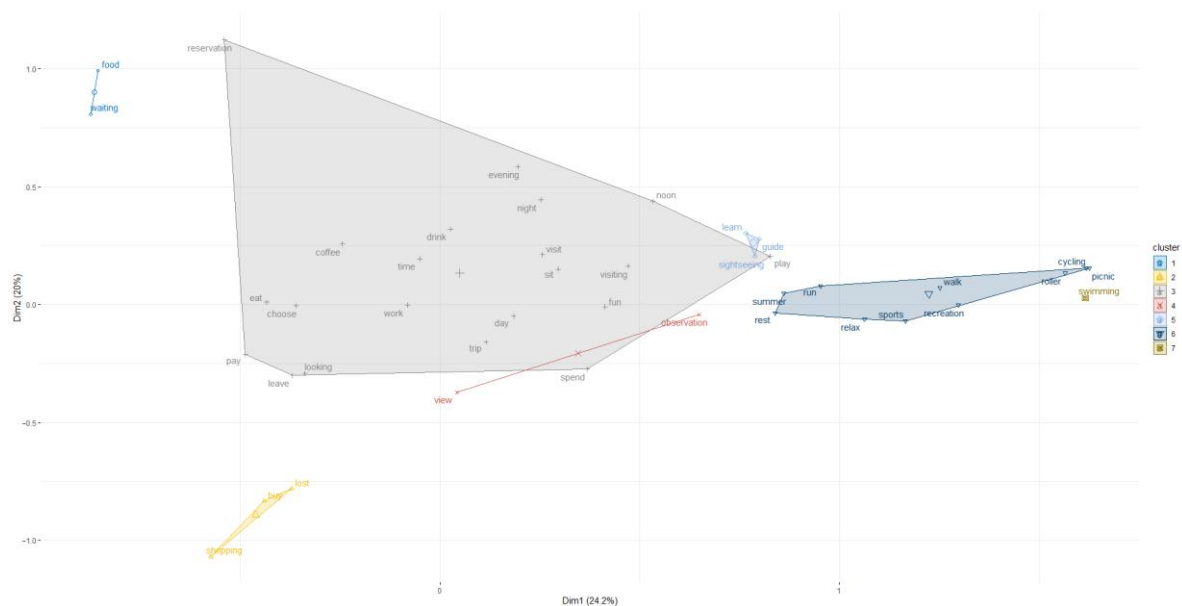 reservation
food
1.0
waiting
evening
0.5
noon
night
learn
drink
visit
guide
coffee
time
sit
visiting
sightseeing
play
cycling
picnic
walk
roller
run
summer
swimming
eat
0.0
choose
work
fun
sports
recreation
rest
relax
day
observation
trip
pay
looking
leave
spend
view
-0.5
lost
buy
shopping
-1.0
0
1
Dim1 (24.2%)
Dim2 (20%)
cluster
1
2
3
4
5
6
7